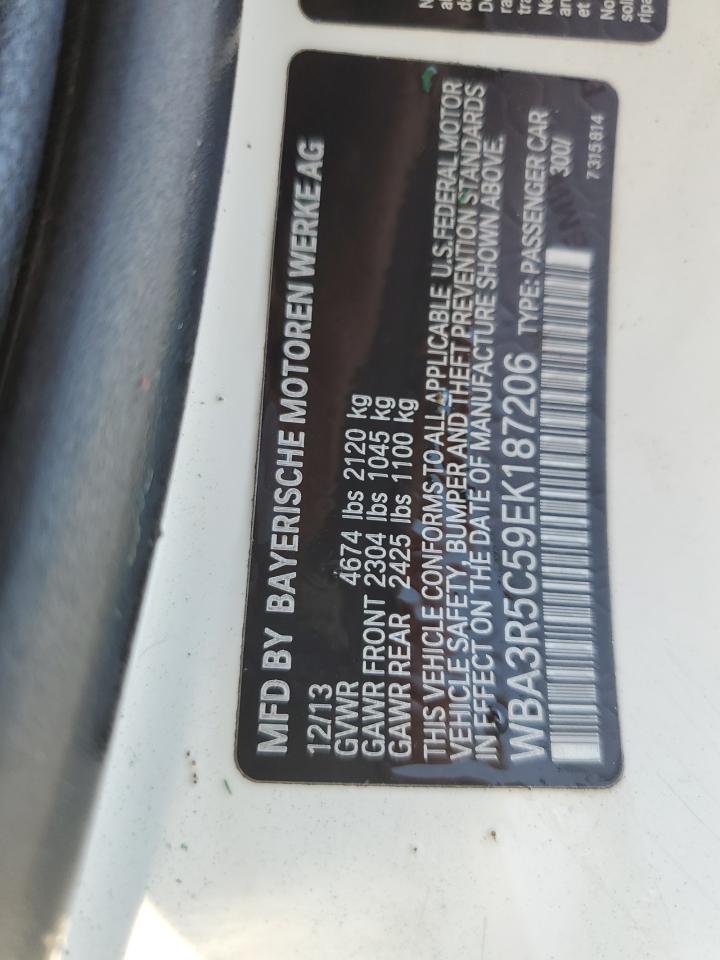 MFD BY BAYERISCHE MOTOREN WERKE AG
12/13
GVWR 4674 lbs 2120 kg
GAWR FRONT 2304 lbs 1045 kg
GAWR REAR 2425 lbs 1100 kg
THIS VEHICLE CONFORMS TO ALL APPLICABLE U.S. FEDERAL MOTOR
VEHICLE SAFETY, BUMPER AND THEFT PREVENTION STANDARDS
IN EFFECT ON THE DATE OF MANUFACTURE SHOWN ABOVE.
WBA3R5C59EK187206 TYPE: PASSENGER CAR
300/
7 315 814